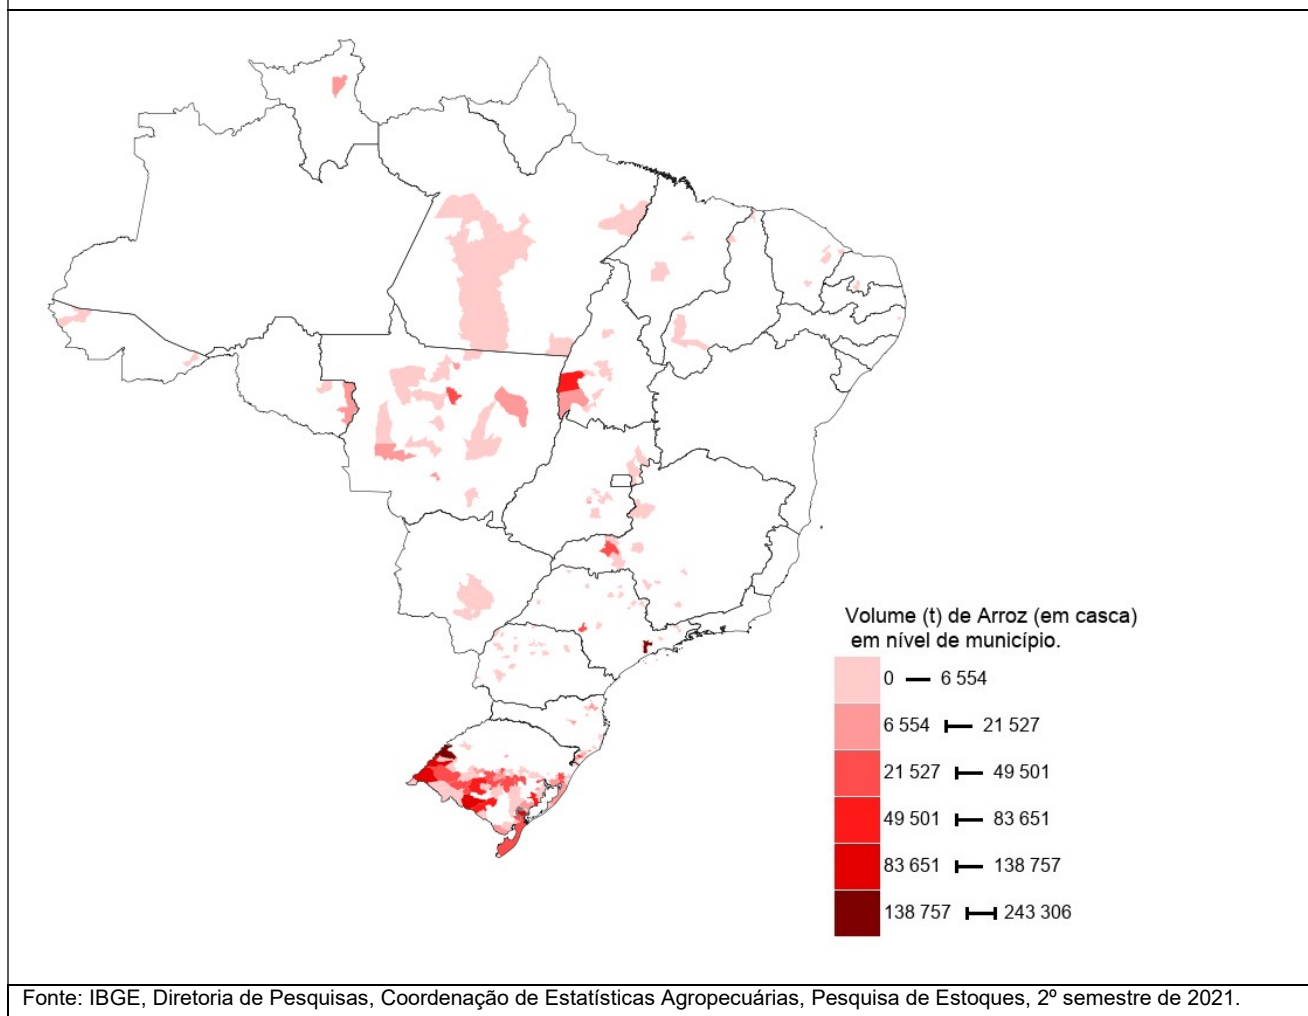 Volume (t) de Arroz (em casca)
em nível de município.
0 — 6 554
6 554 ⊢ 21 527
21 527 ⊢ 49 501
49 501 ⊢ 83 651
83 651 ⊢ 138 757
138 757 ⊢⊣ 243 306
Fonte: IBGE, Diretoria de Pesquisas, Coordenação de Estatísticas Agropecuárias, Pesquisa de Estoques, 2º semestre de 2021.